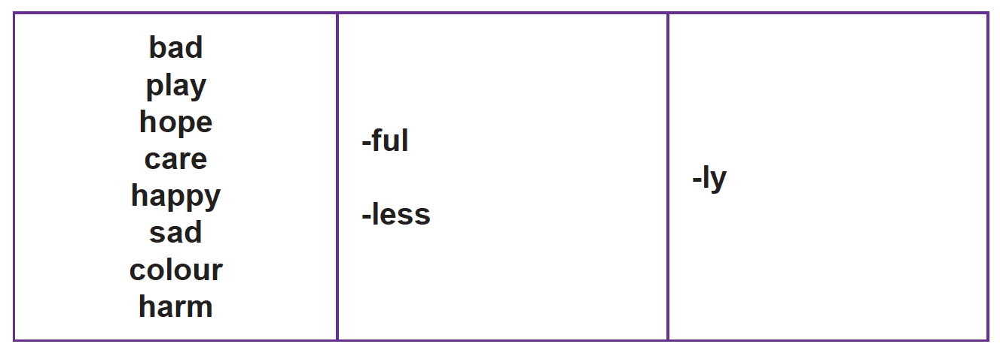 bad
play
hope
care
happy
sad
colour
harm
-ful
-less
-ly